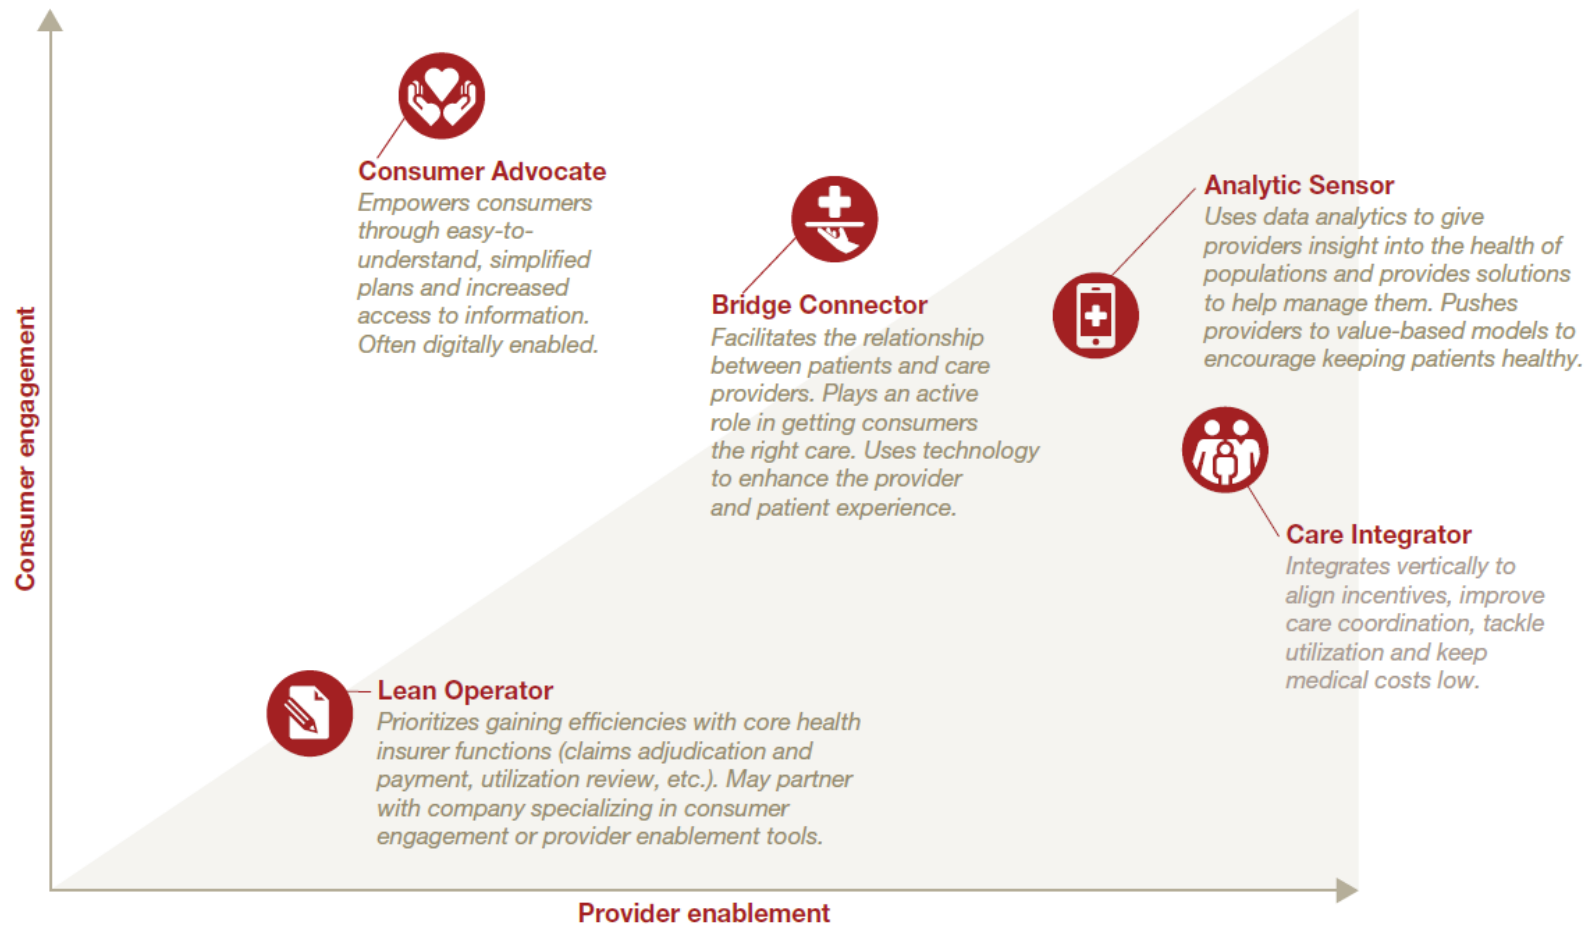 Consumer engagement
Consumer Advocate
Empowers consumers
through easy-to-
understand, simplified
plans and increased
access to information.
Often digitally enabled.
Bridge Connector
Facilitates the relationship
between patients and care
providers. Plays an active
role in getting consumers
the right care. Uses technology
to enhance the provider
and patient experience.
Analytic Sensor
Uses data analytics to give
providers insight into the health of
populations and provides solutions
to help manage them. Pushes
providers to value-based models to
encourage keeping patients healthy.
Care Integrator
Integrates vertically to
align incentives, improve
care coordination, tackle
utilization and keep
medical costs low.
Lean Operator
Prioritizes gaining efficiencies with core health
insurer functions (claims adjudication and
payment, utilization review, etc.). May partner
with company specializing in consumer
engagement or provider enablement tools.
Provider enablement